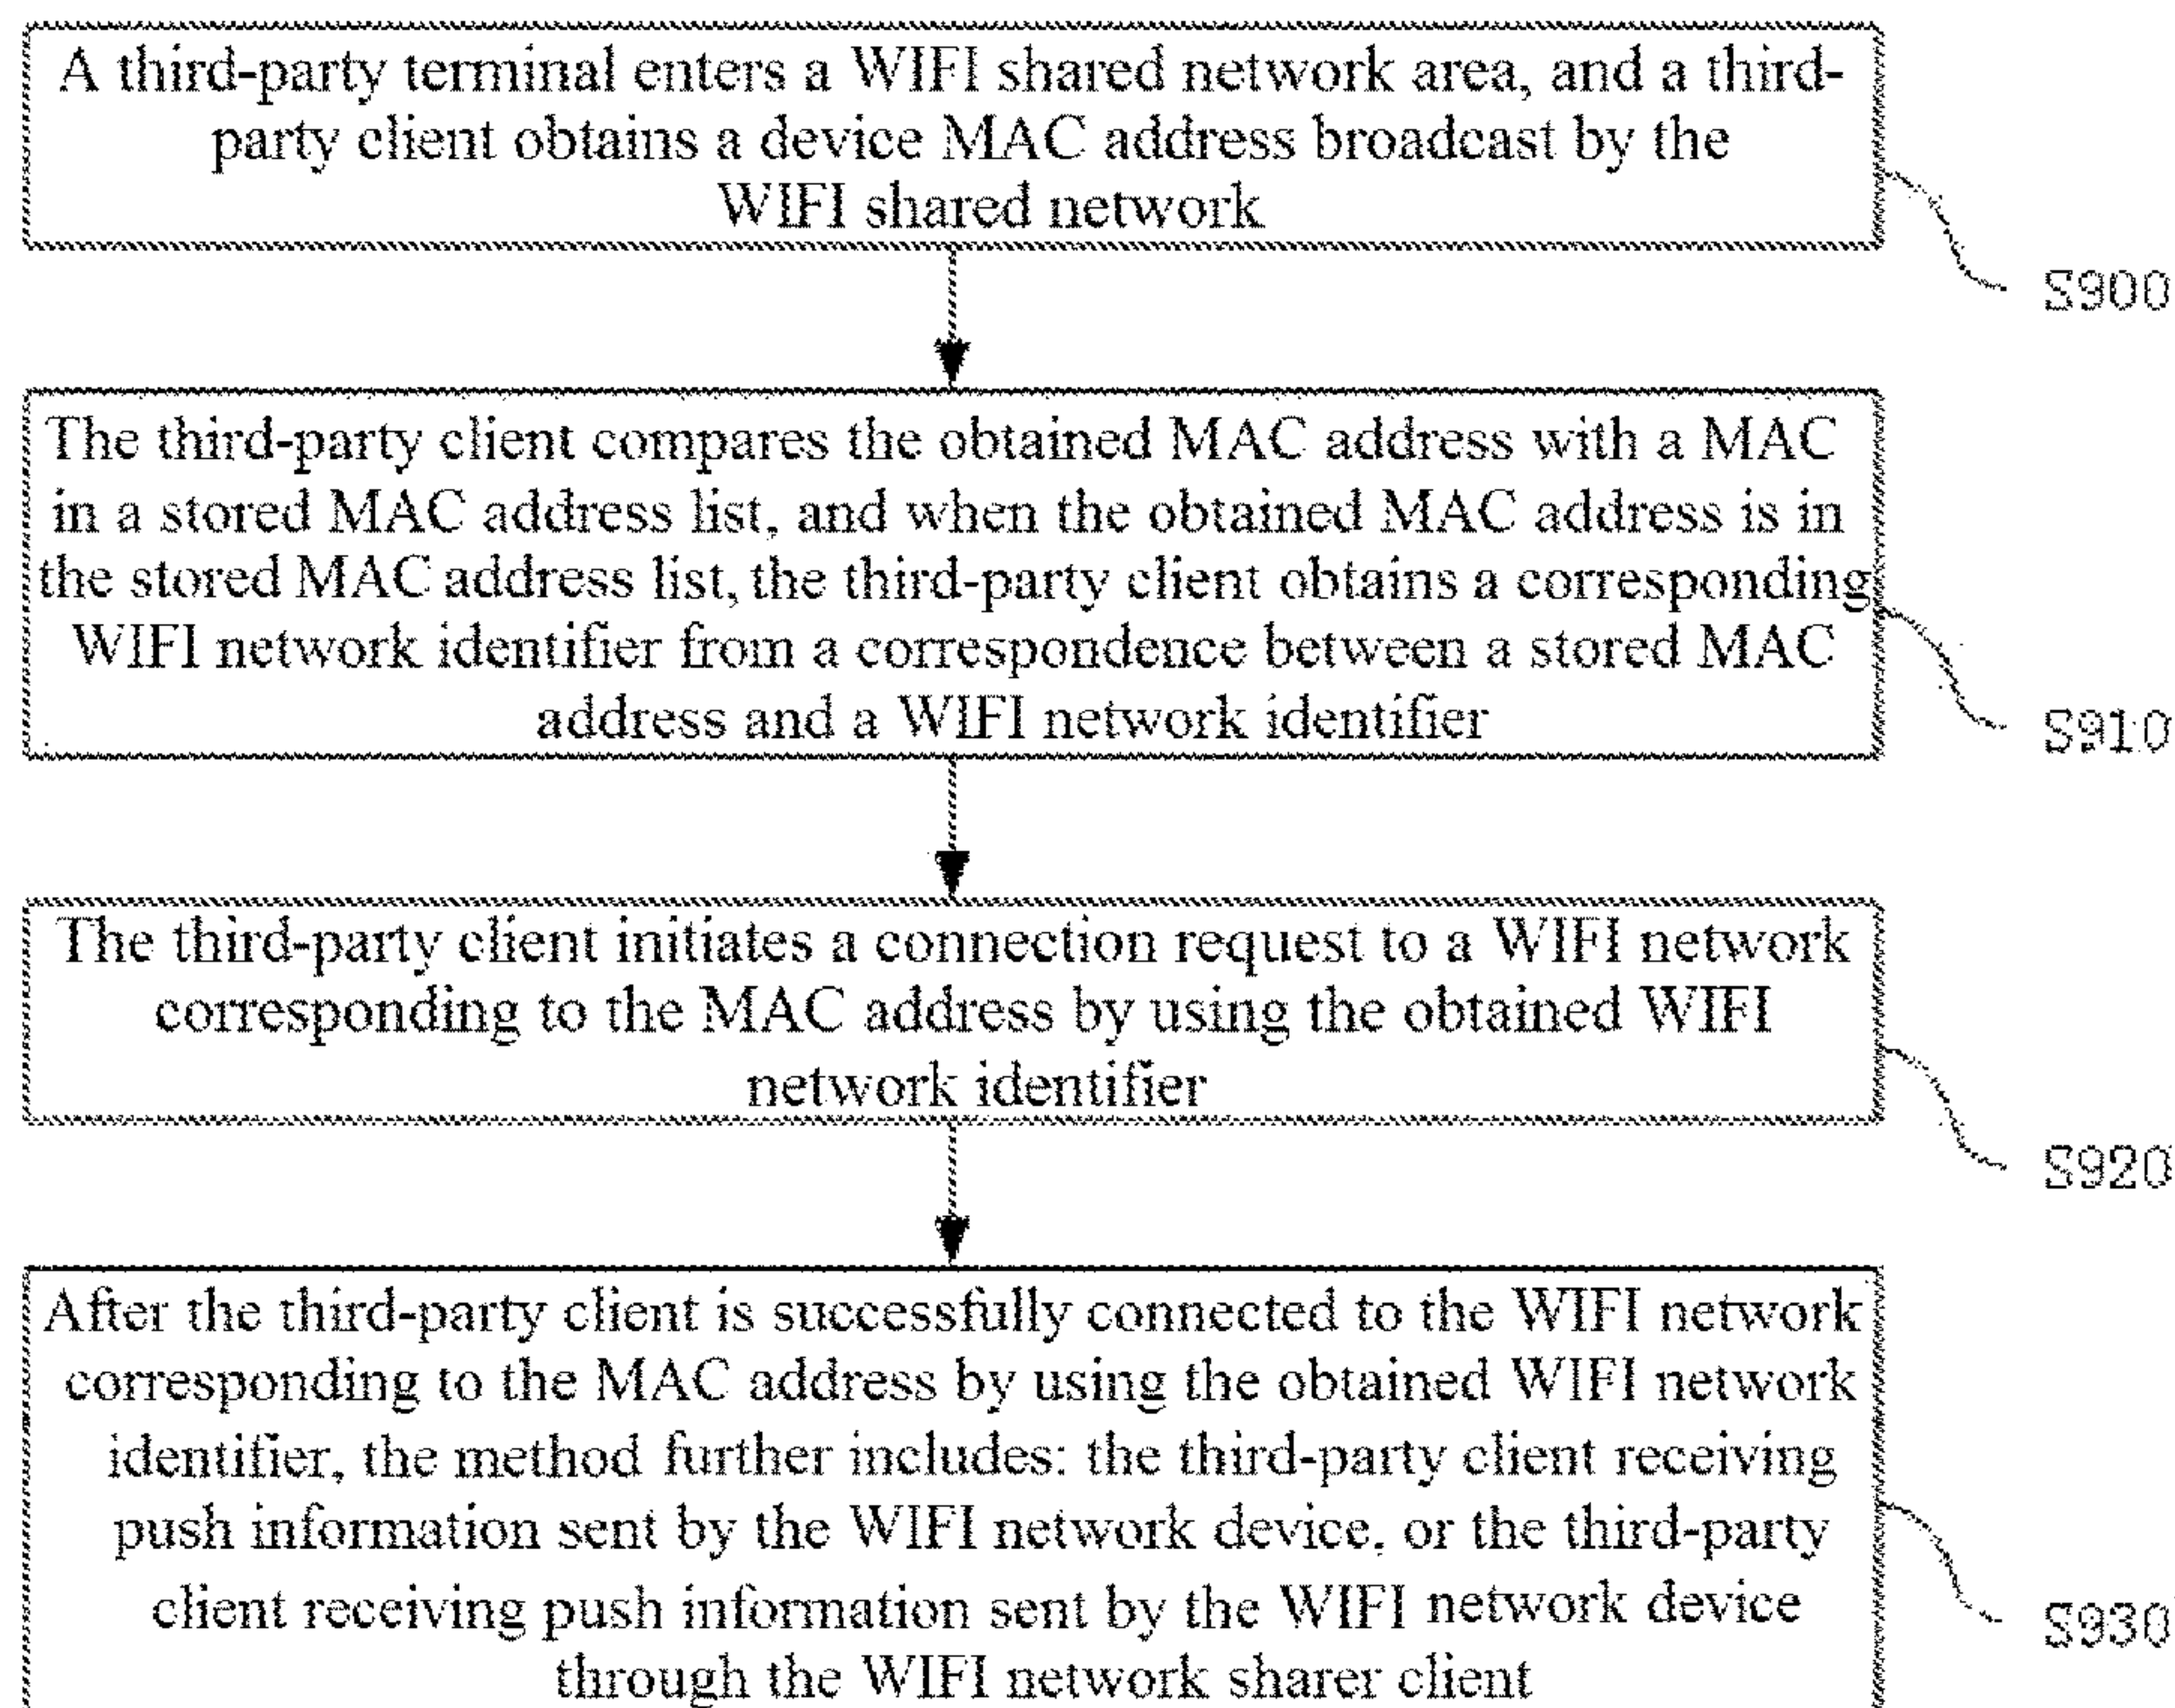 A third-party terminal enters a WIFI shared network area, and a third-
party client obtains a device MAC address broadcast by the
WIFI shared network
S900
The third-party client compares the obtained MAC address with a MAC
in a stored MAC address list, and when the obtained MAC address is in
the stored MAC address list, the third-party client obtains a corresponding
WIFI network identifier from a correspondence between a stored MAC
address and a WIFI network identifier
S910
The third-party client initiates a connection request to a WIFI network
corresponding to the MAC address by using the obtained WIFI
network identifier
S920
After the third-party client is successfully connected to the WIFI network
corresponding to the MAC address by using the obtained WIFI network
identifier, the method further includes: the third-party client receiving
push information sent by the WIFI network device, or the third-party
client receiving push information sent by the WIFI network device
through the WIFI network sharer client
S930